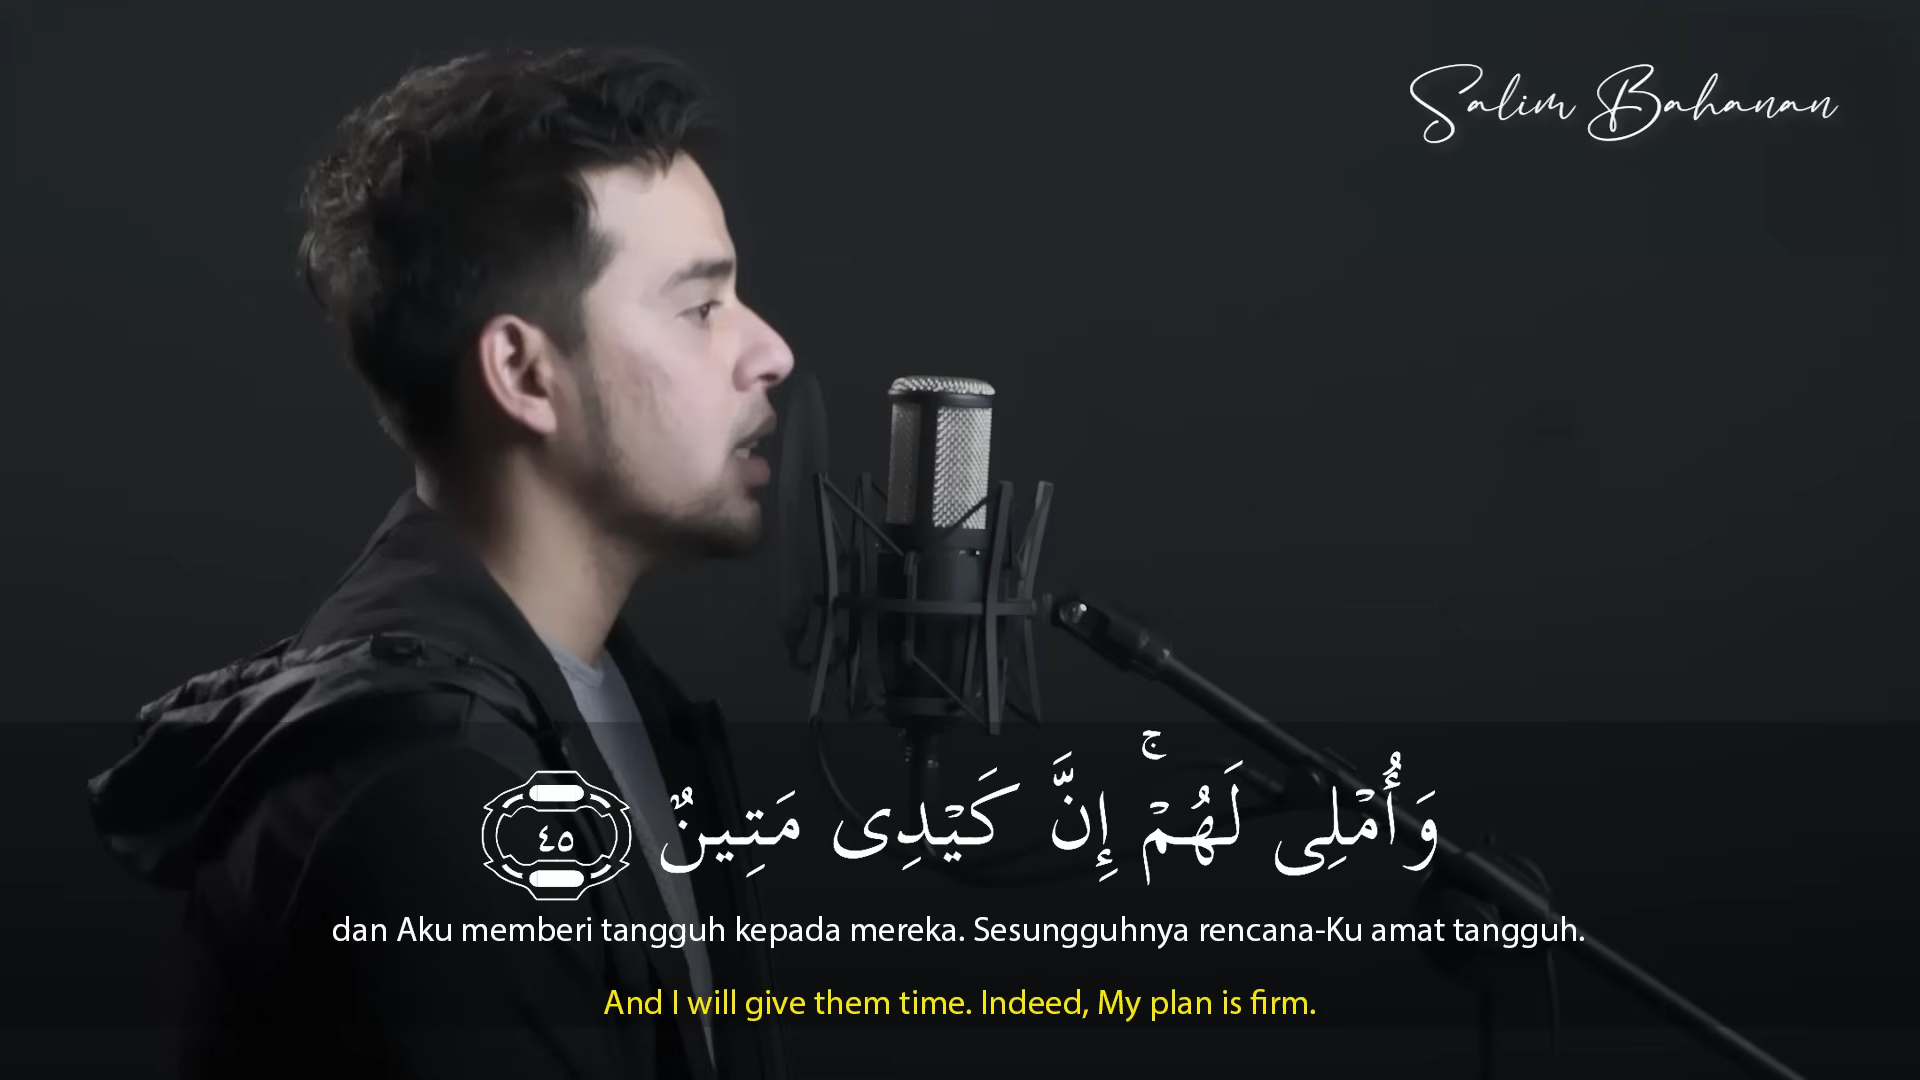 Salim Bahanan
وَأُمْلِى لَهُمْ ۚ إِنَّ كَيْدِى مَتِينٌ ٤٥
dan Aku memberi tangguh kepada mereka. Sesungguhnya rencana-Ku amat tangguh.
And I will give them time. Indeed, My plan is firm.